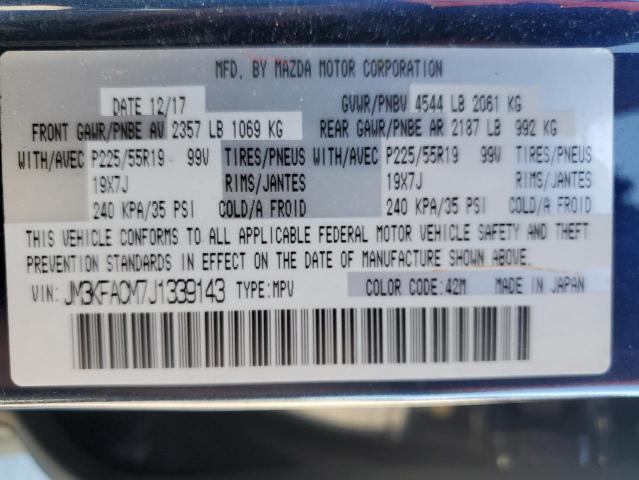 MFD. BY MAZDA MOTOR CORPORATION
DATE 12/17 GVWR/PNBV 4544 LB 2061 KG
FRONT GAWR/PNBE AV 2357 LB 1069 KG REAR GAWR/PNBE AR 2187 LB 992 KG
WITH/AVEC P225/55R19 99V TIRES/PNEUS WITH/AVEC P225/55R19 99V TIRES/PNEUS
19X7J RIMS/JANTES 19X7J RIMS/JANTES
240 KPA/35 PSI COLD/A FROID 240 KPA/35 PSI COLD/A FROID
THIS VEHICLE CONFORMS TO ALL APPLICABLE FEDERAL MOTOR VEHICLE SAFETY AND THEFT
PREVENTION STANDARDS IN EFFECT ON THE DATE OF MANUFACTURE SHOWN ABOVE.
VIN: JM3KFACM7J1339143 TYPE:MPV COLOR CODE:42M MADE IN JAPAN